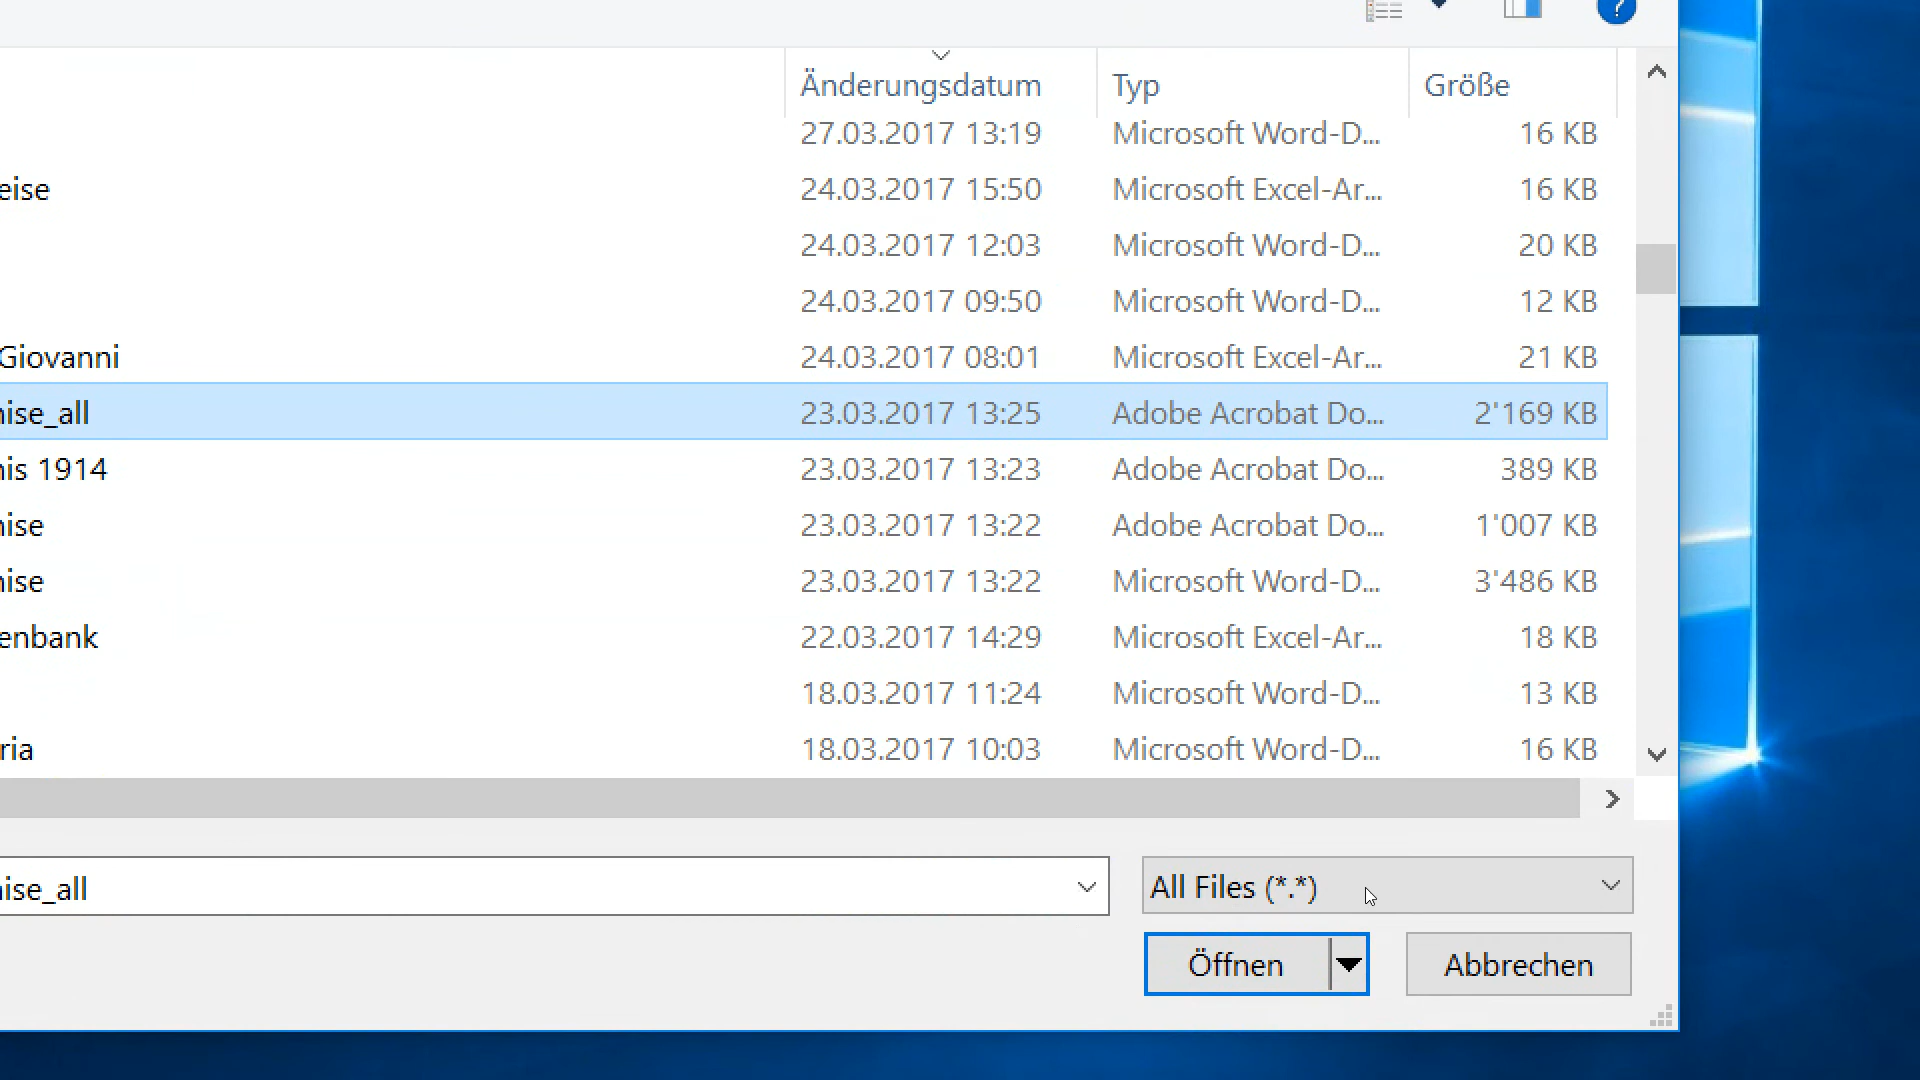 ?
Änderungsdatum Typ Größe
27.03.2017 13:19 Microsoft Word-D... 16 KB
eise 24.03.2017 15:50 Microsoft Excel-Ar... 16 KB
24.03.2017 12:03 Microsoft Word-D... 20 KB
24.03.2017 09:50 Microsoft Word-D... 12 KB
Giovanni 24.03.2017 08:01 Microsoft Excel-Ar... 21 KB
ise_all 23.03.2017 13:25 Adobe Acrobat Do... 2'169 KB
is 1914 23.03.2017 13:23 Adobe Acrobat Do... 389 KB
ise 23.03.2017 13:22 Adobe Acrobat Do... 1'007 KB
ise 23.03.2017 13:22 Microsoft Word-D... 3'486 KB
enbank 22.03.2017 14:29 Microsoft Excel-Ar... 18 KB
18.03.2017 11:24 Microsoft Word-D... 13 KB
ria 18.03.2017 10:03 Microsoft Word-D... 16 KB
ise_all All Files (*.*)
Öffnen Abbrechen